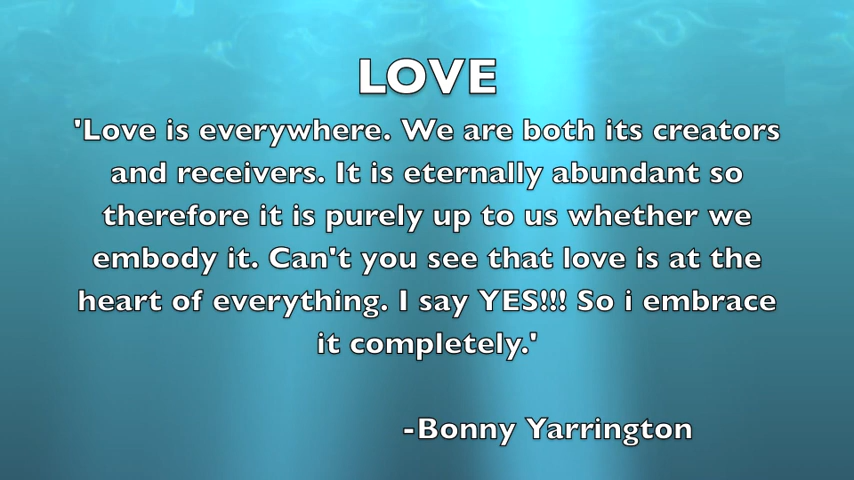 LOVE
'Love is everywhere. We are both its creators
and receivers. It is eternally abundant so
therefore it is purely up to us whether we
embody it. Can't you see that love is at the
heart of everything. I say YES!!! So i embrace
it completely.'
-Bonny Yarrington